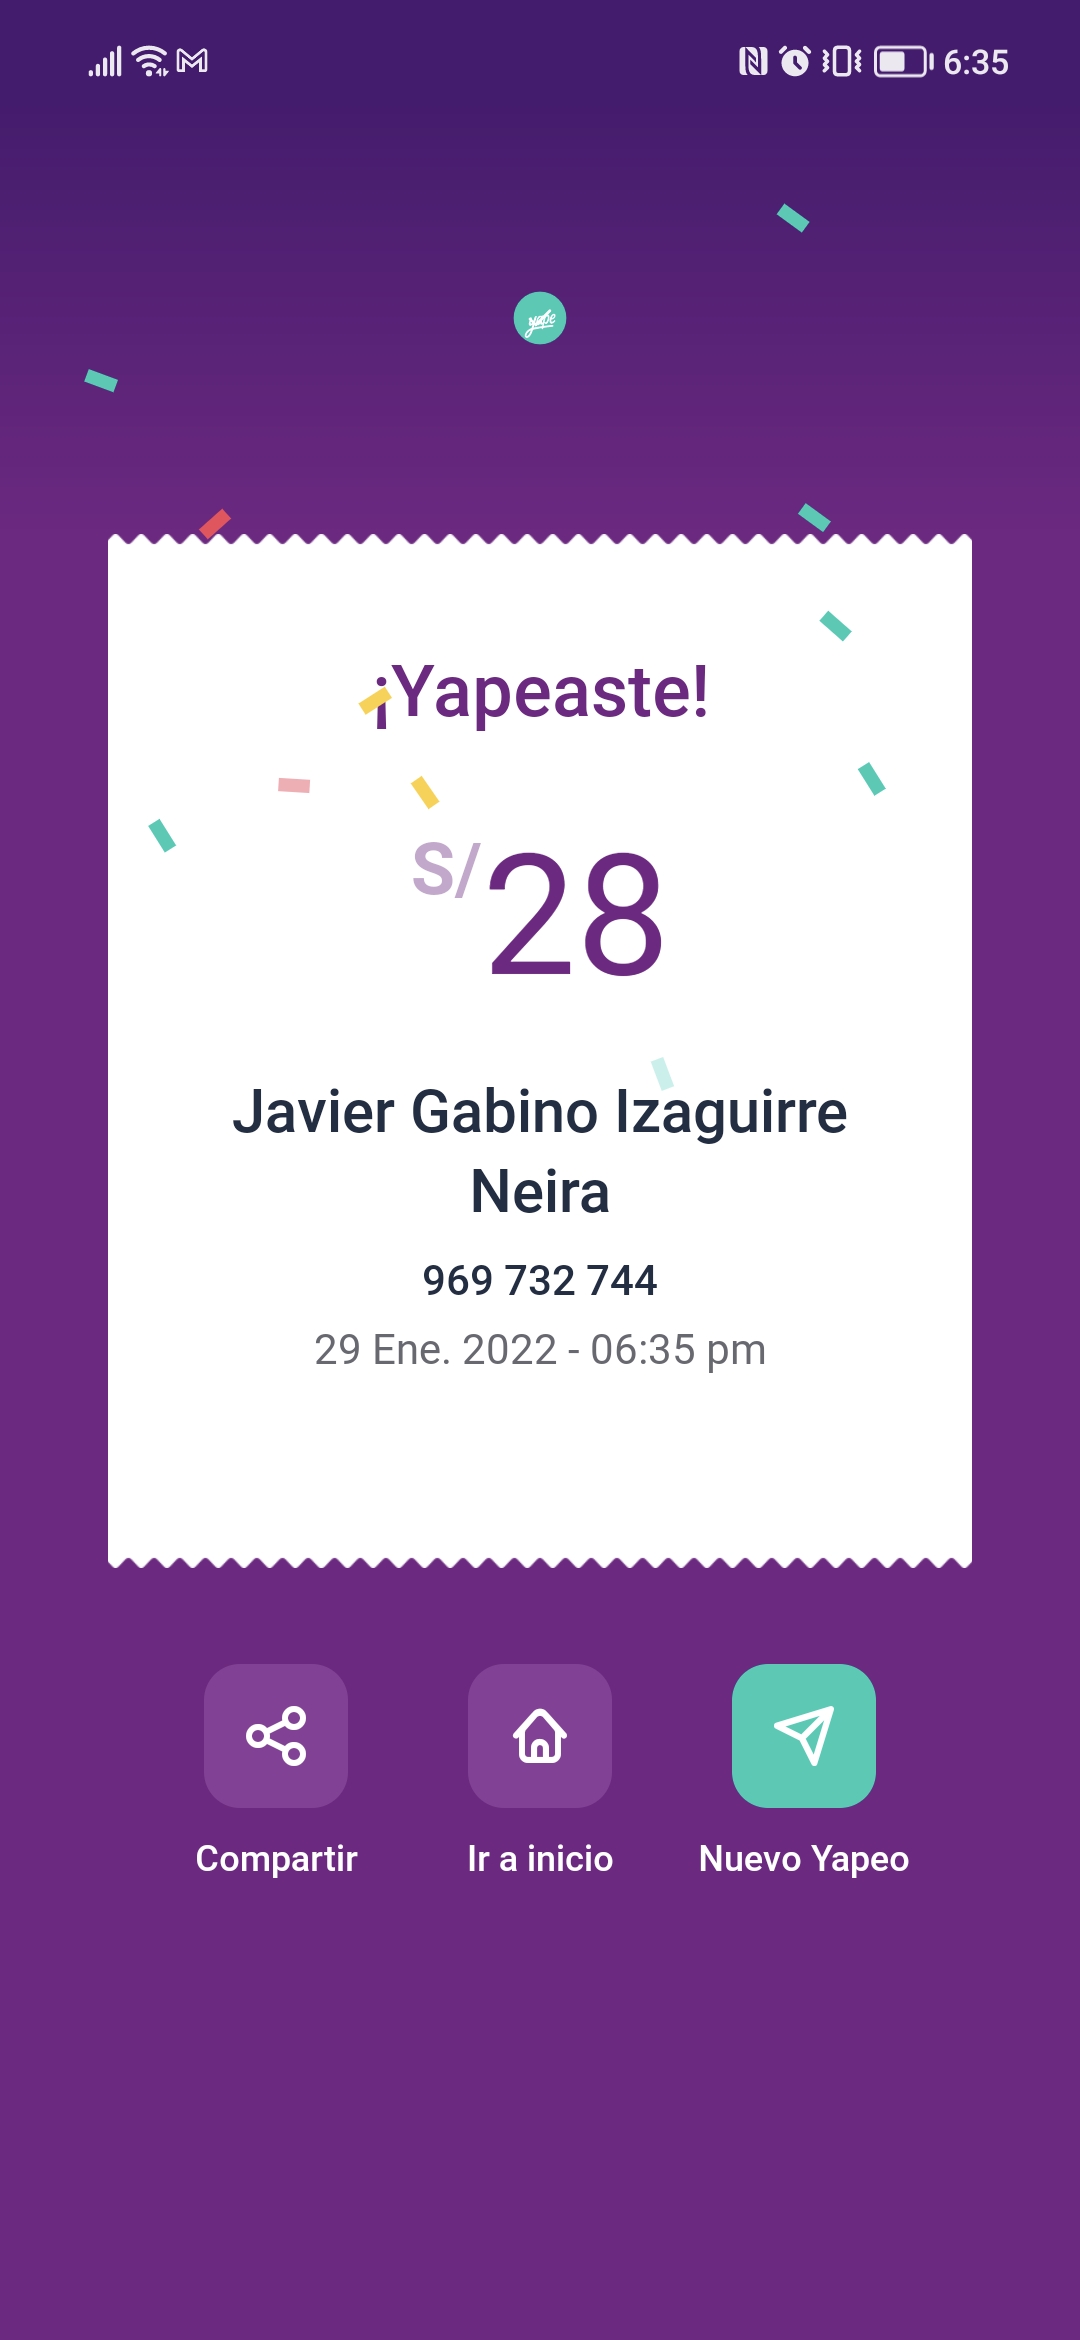 6:35
yape
¡Yapeaste!
S/28
Javier Gabino Izaguirre
Neira
969 732 744
29 Ene. 2022 - 06:35 pm
Compartir Ir a inicio Nuevo Yapeo